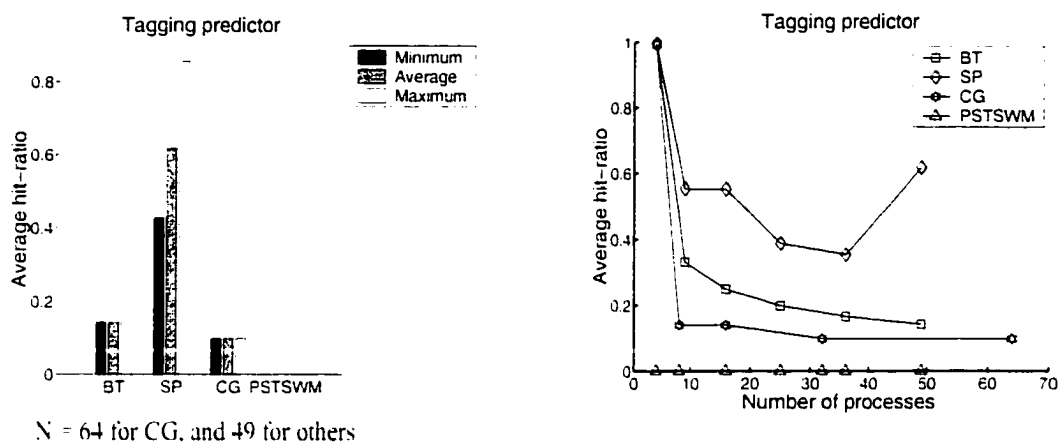 Tagging predictor
Minimum
Average
Maximum
Average hit-ratio
0.8
0.6
0.4
0.2
0
BT SP CG PSTSWM
N = 64 for CG, and 49 for others
Tagging predictor
BT
SP
CG
PSTSWM
Average hit-ratio
1
0.8
0.6
0.4
0.2
0
0 10 20 30 40 50 60 70
Number of processes